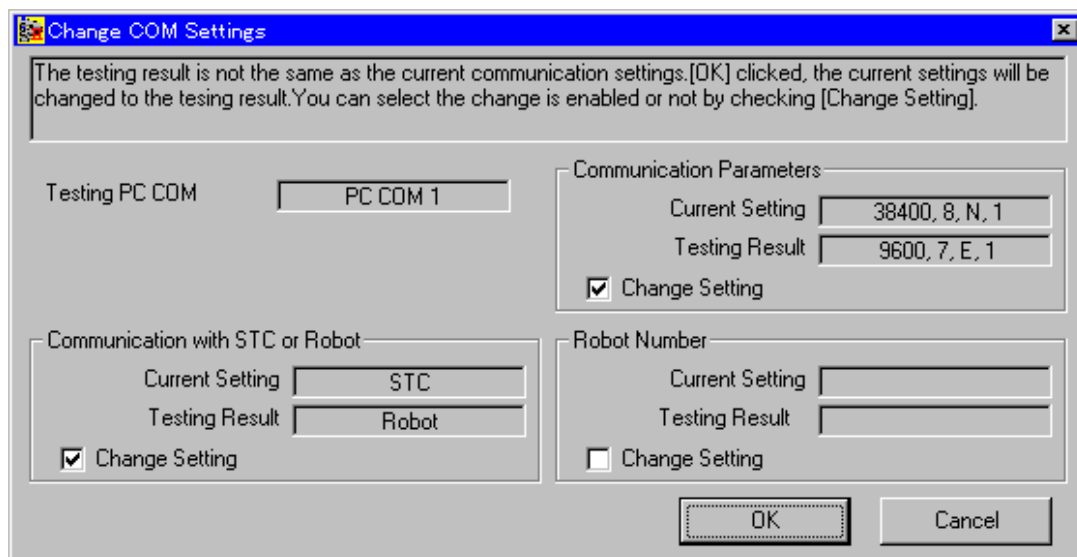 Change COM Settings
The testing result is not the same as the current communication settings.[OK] clicked, the current settings will be
changed to the tesing result.You can select the change is enabled or not by checking [Change Setting].
Testing PC COM
PC COM 1
Communication Parameters
Current Setting
38400, 8, N, 1
Testing Result
9600, 7, E, 1
Change Setting
Communication with STC or Robot
Current Setting
STC
Testing Result
Robot
Change Setting
Robot Number
Current Setting
Testing Result
Change Setting
OK
Cancel